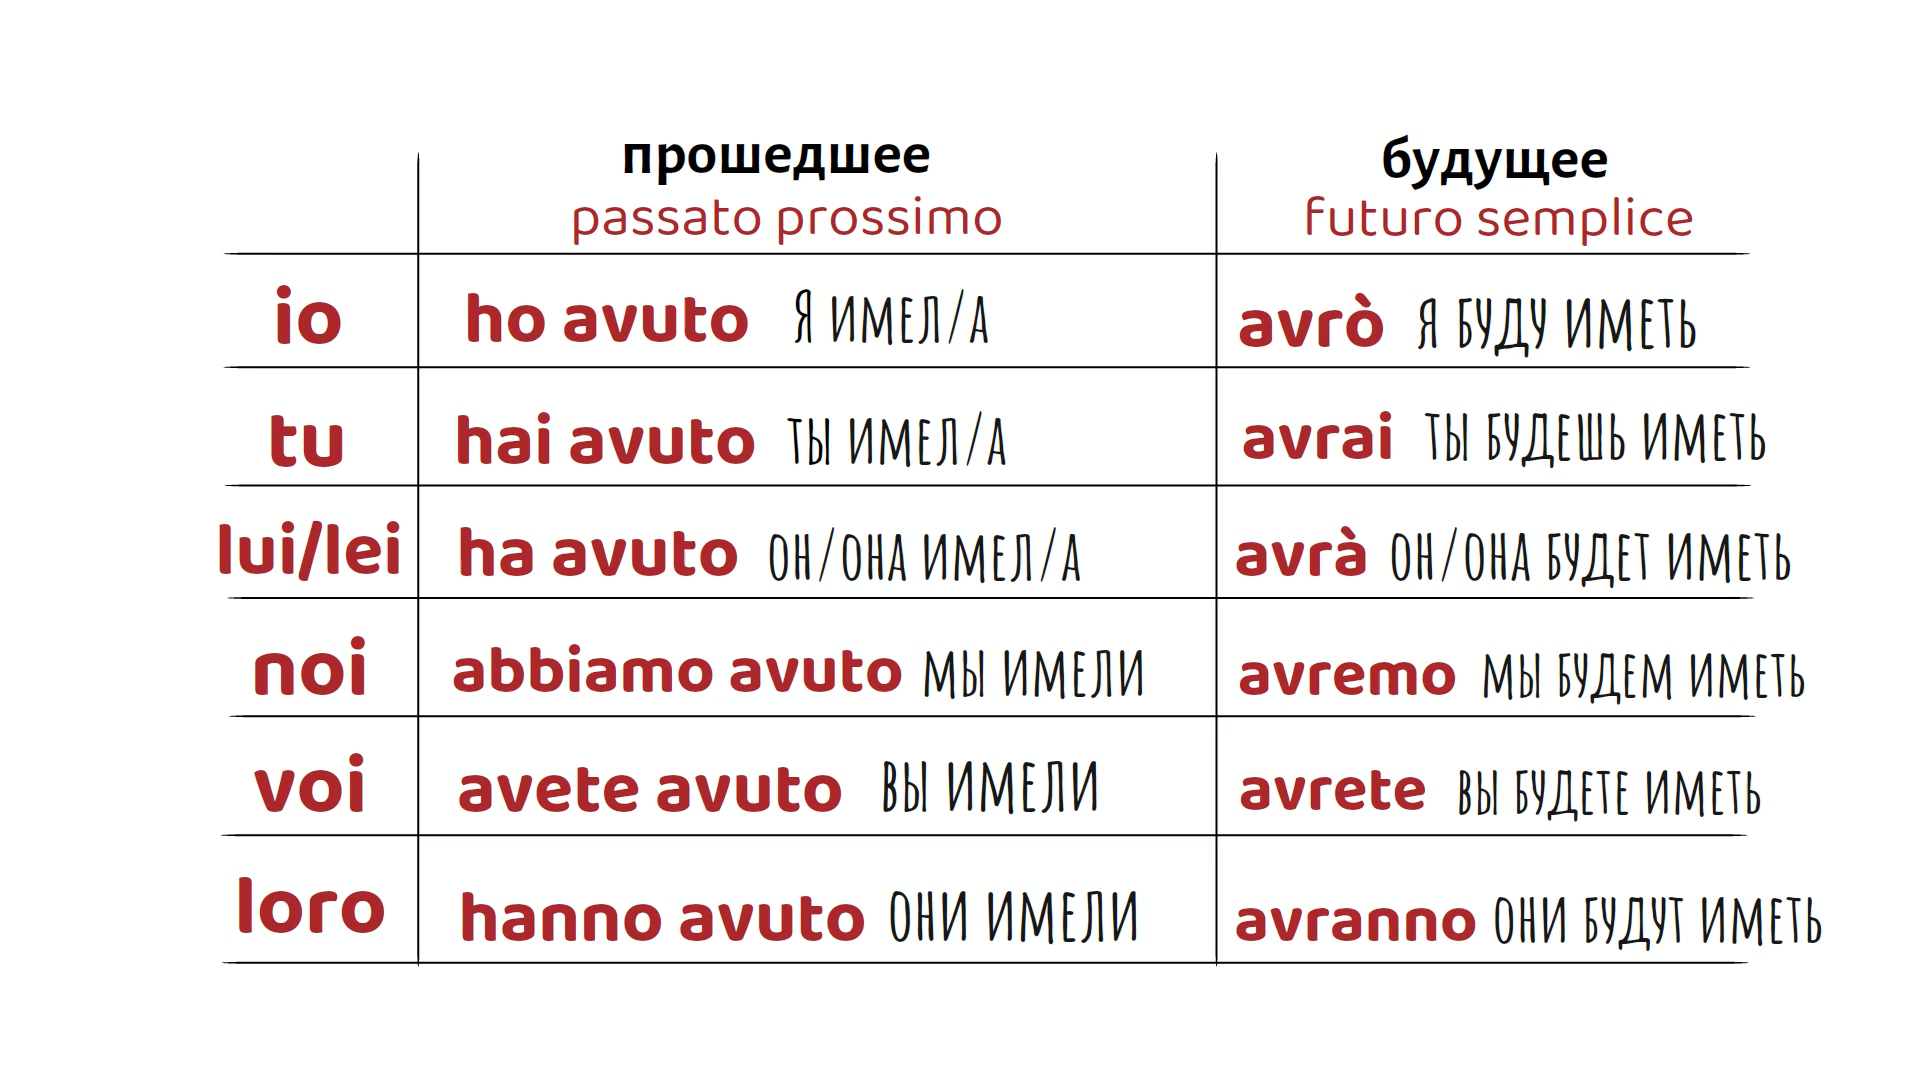 прошедшее будущее
passato prossimo futuro semplice
io ho avuto Я ИМЕЛ/А avrò Я БУДУ ИМЕТЬ
tu hai avuto ТЫ ИМЕЛ/А avrai ТЫ БУДЕШЬ ИМЕТЬ
lui/lei ha avuto ОН/ОНА ИМЕЛ/А avrà ОН/ОНА БУДЕТ ИМЕТЬ
noi abbiamo avuto МЫ ИМЕЛИ avremo МЫ БУДЕМ ИМЕТЬ
voi avete avuto ВЫ ИМЕЛИ avrete ВЫ БУДЕТЕ ИМЕТЬ
loro hanno avuto ОНИ ИМЕЛИ avranno ОНИ БУДУТ ИМЕТЬ